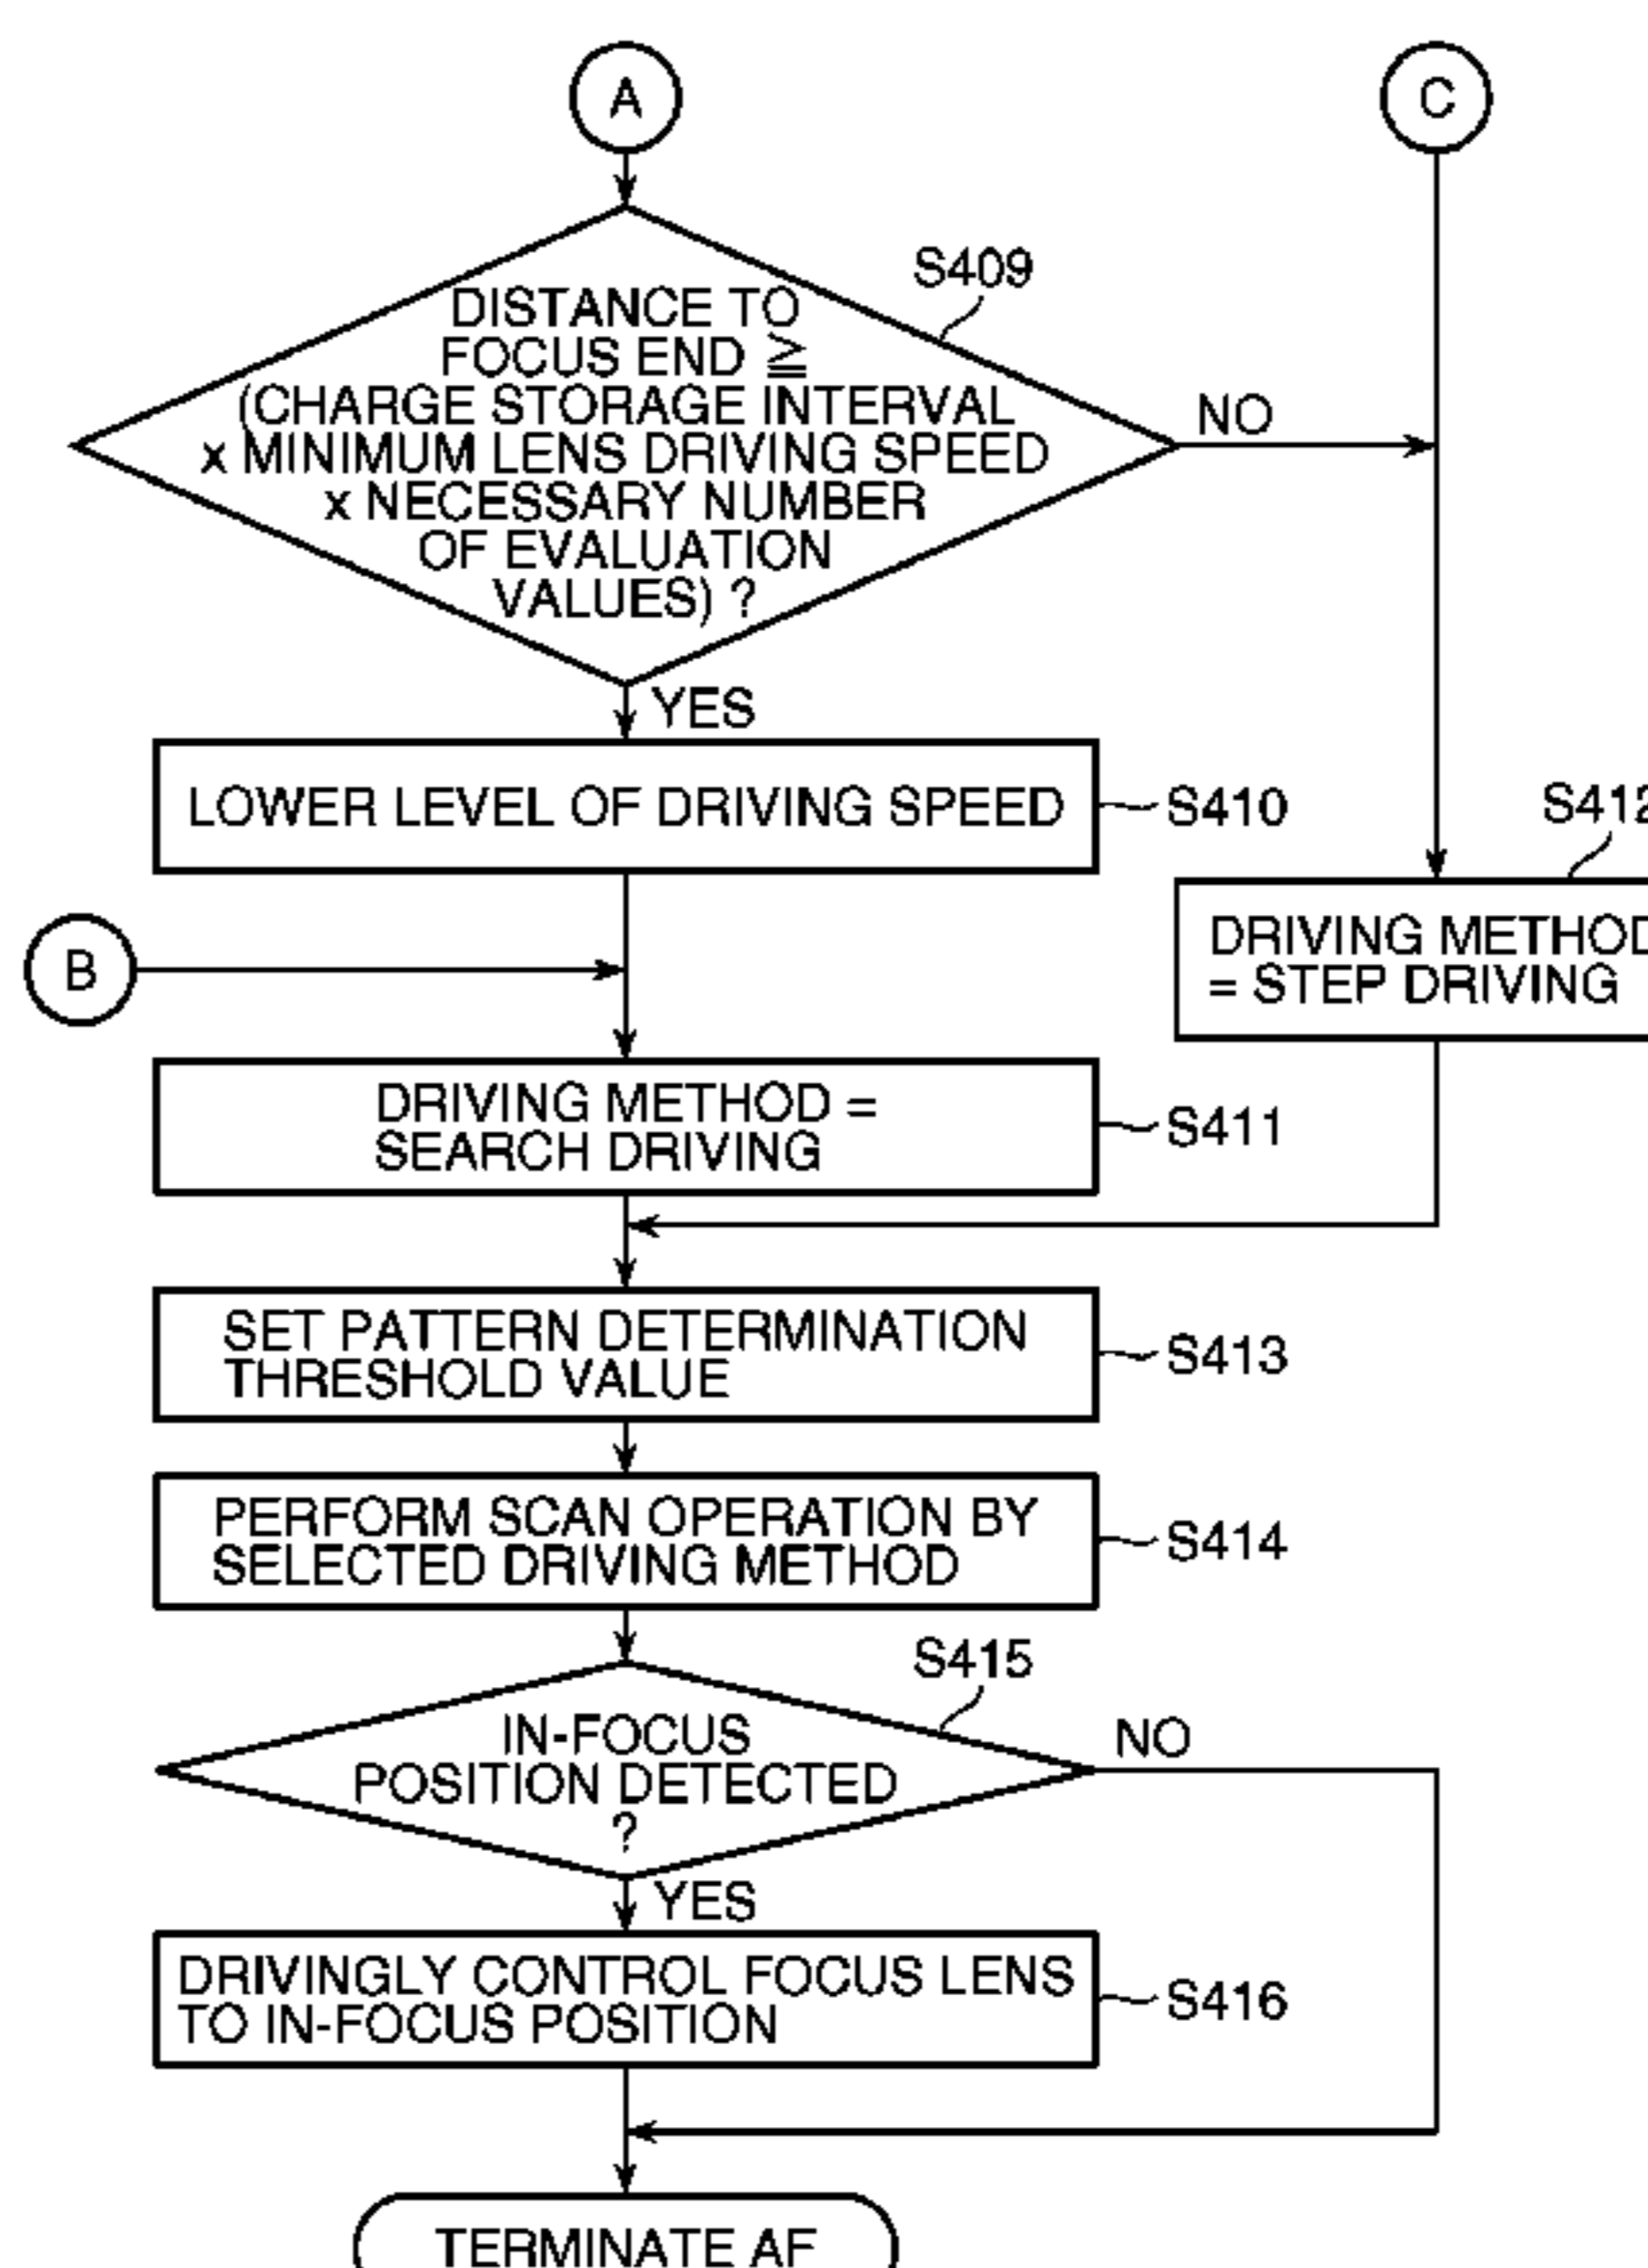 A
C
S409
DISTANCE TO
FOCUS END ≧
(CHARGE STORAGE INTERVAL
x MINIMUM LENS DRIVING SPEED
x NECESSARY NUMBER
OF EVALUATION
VALUES) ?
NO
YES
LOWER LEVEL OF DRIVING SPEED
S410
S412
DRIVING METHOD
= STEP DRIVING
B
DRIVING METHOD =
SEARCH DRIVING
S411
SET PATTERN DETERMINATION
THRESHOLD VALUE
S413
PERFORM SCAN OPERATION BY
SELECTED DRIVING METHOD
S414
S415
IN-FOCUS
POSITION DETECTED
?
NO
YES
DRIVINGLY CONTROL FOCUS LENS
TO IN-FOCUS POSITION
S416
TERMINATE AF